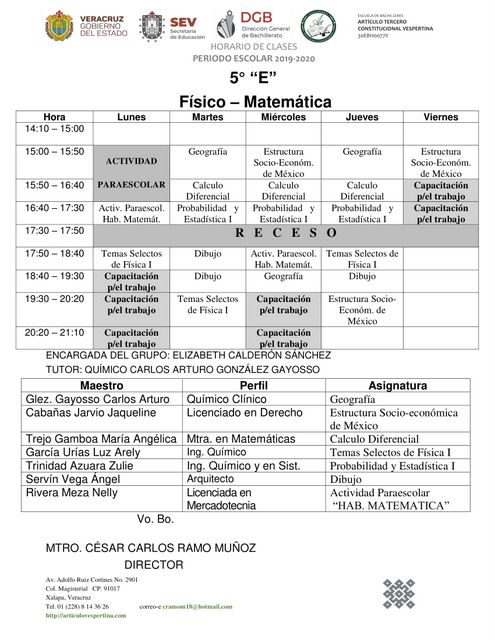 VERACRUZ
GOBIERNO
DEL ESTADO
SEV
Secretaría
de Educación
DGB
Dirección General
de Bachillerato
ESCUELA DE BACHILLERES
ARTÍCULO TERCERO
CONSTITUCIONAL VESPERTINA
30EBH0077V
HORARIO DE CLASES
PERIODO ESCOLAR 2019-2020
5° “E”
Físico – Matemática
Hora Lunes Martes Miércoles Jueves Viernes
14:10 – 15:00
15:00 – 15:50 ACTIVIDAD Geografía Estructura Socio-Económ. de México Geografía Estructura Socio-Económ. de México
15:50 – 16:40 PARAESCOLAR Calculo Diferencial Calculo Diferencial Calculo Diferencial Capacitación p/el trabajo
16:40 – 17:30 Activ. Paraescol. Hab. Matemát. Probabilidad y Estadística I Probabilidad y Estadística I Probabilidad y Estadística I Capacitación p/el trabajo
17:30 – 17:50 R E C E S O
17:50 – 18:40 Temas Selectos de Física I Dibujo Activ. Paraescol. Hab. Matemát. Temas Selectos de Física I
18:40 – 19:30 Capacitación p/el trabajo Dibujo Geografía Dibujo
19:30 – 20:20 Capacitación p/el trabajo Temas Selectos de Física I Capacitación p/el trabajo Estructura Socio-Económ. de México
20:20 – 21:10 Capacitación p/el trabajo Capacitación p/el trabajo
ENCARGADA DEL GRUPO: ELIZABETH CALDERÓN SÁNCHEZ
TUTOR: QUÍMICO CARLOS ARTURO GONZÁLEZ GAYOSSO
Maestro Perfil Asignatura
Glez. Gayosso Carlos Arturo Químico Clínico Geografía
Cabañas Jarvio Jaqueline Licenciado en Derecho Estructura Socio-económica de México
Trejo Gamboa María Angélica Mtra. en Matemáticas Calculo Diferencial
García Urías Luz Arely Ing. Químico Temas Selectos de Física I
Trinidad Azuara Zulie Ing. Químico y en Sist. Probabilidad y Estadística I
Servín Vega Ángel Arquitecto Dibujo
Rivera Meza Nelly Licenciada en Mercadotecnia Actividad Paraescolar “HAB. MATEMATICA”
Vo. Bo.
MTRO. CÉSAR CARLOS RAMO MUÑOZ
DIRECTOR
Av. Adolfo Ruiz Cortines No. 2901
Col. Magisterial CP. 91017
Xalapa, Veracruz
Tel. 01 (228) 8 14 36 26 correo-e cramom18@hotmail.com
http://articulovespertina.com